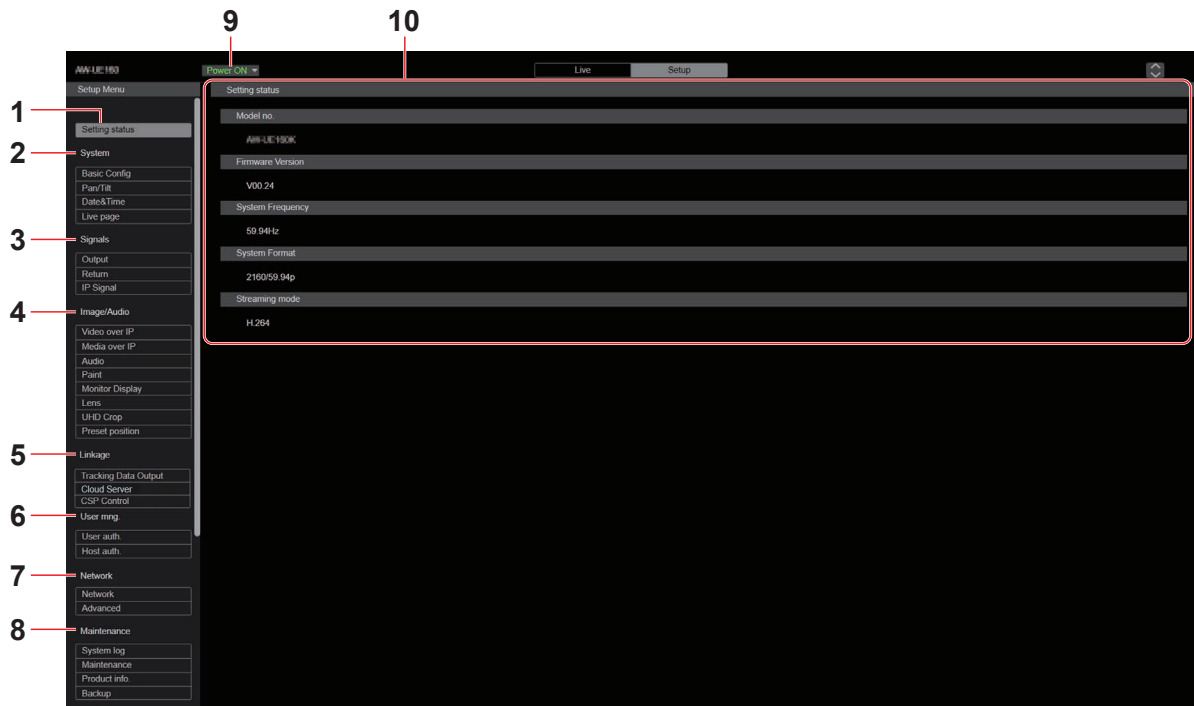 9 10
AW-UE160 Power ON Live Setup
Setup Menu
Setting status
1
Setting status
2
System
Basic Config
Pan/Tilt
Date&Time
Live page
3
Signals
Output
Return
IP Signal
4
Image/Audio
Video over IP
Media over IP
Audio
Paint
Monitor Display
Lens
UHD Crop
Preset position
5
Linkage
Tracking Data Output
Cloud Server
CSP Control
6
User mng.
User auth.
Host auth.
7
Network
Network
Advanced
8
Maintenance
System log
Maintenance
Product info.
Backup
Model no.
Firmware Version
V00.24
System Frequency
59.94Hz
System Format
2160/59.94p
Streaming mode
H.264